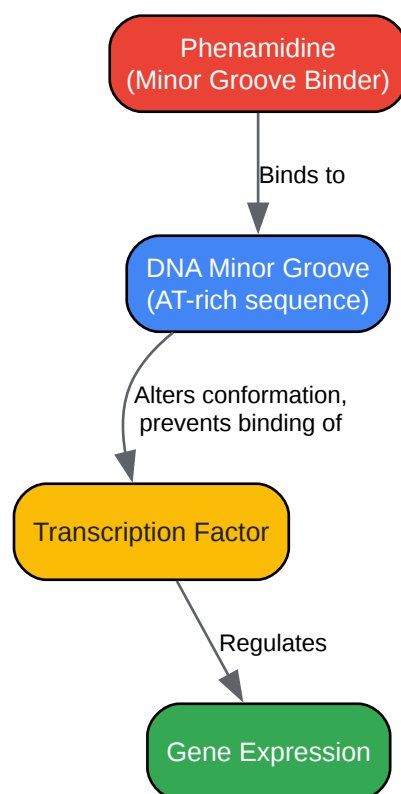 Phenamidine
(Minor Groove Binder)
Binds to
DNA Minor Groove
(AT-rich sequence)
Alters conformation,
prevents binding of
Transcription Factor
Regulates
Gene Expression